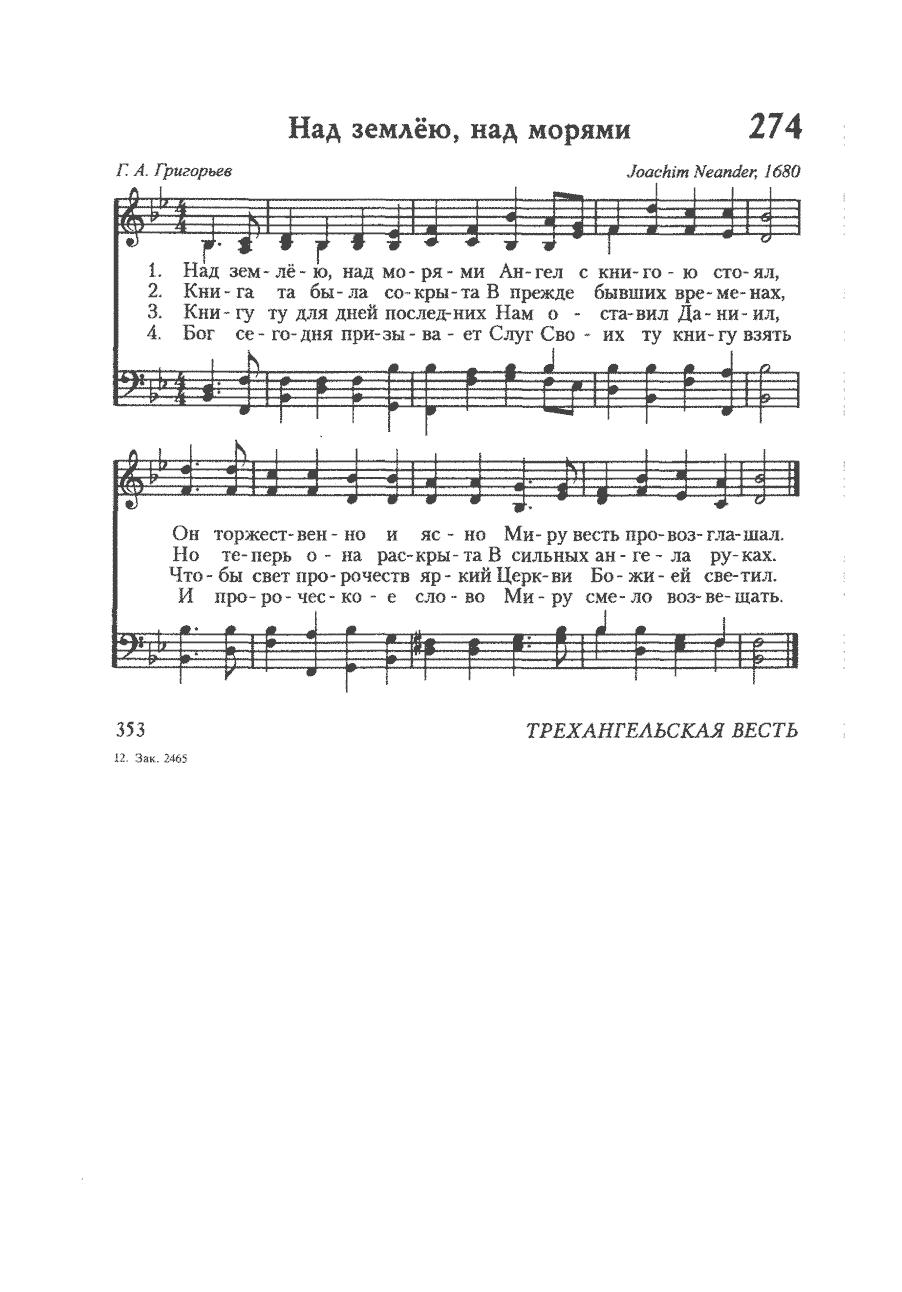 Над землёю, над морями 274
Г. А. Григорьев Joachim Neander, 1680
1. Над зем- лё - ю, над мо - ря - ми Ан- гел с кни- го - ю сто- ял,
2. Кни - га та бы - ла со- кры - та В прежде бывших вре- ме- нах,
3. Кни - гу ту для дней послед-них Нам о - ста-вил Да - ни - ил,
4. Бог се - го- дня при- зы - ва - ет Слуг Сво - их ту кни- гу взять
Он торжест- вен - но и яс - но Ми- ру весть про-воз- гла-шал.
Но те- перь о - на рас-кры- та В сильных ан - ге - ла ру- ках.
Что - бы свет про - рочеств яр - кий Церк-ви Бо - жи - ей све-тил.
И про- ро - чес- ко - е сло - во Ми - ру сме - ло воз- ве- щать.
353 ТРЕХАНГЕЛЬСКАЯ ВЕСТЬ
12. Зак. 2465